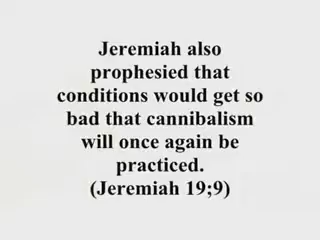 Jeremiah also
prophesied that
conditions would get so
bad that cannibalism
will once again be
practiced.
(Jeremiah 19;9)